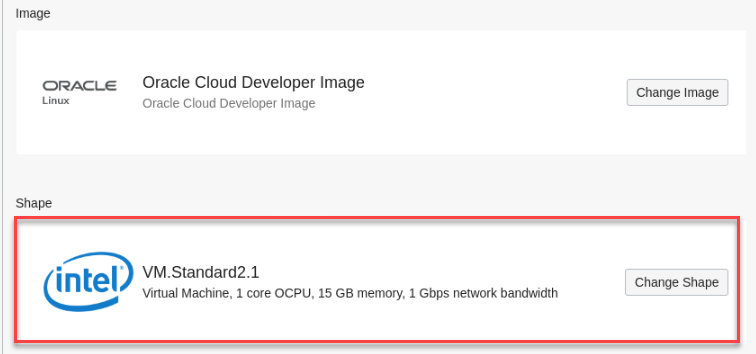 Image
ORACLE
Linux
Oracle Cloud Developer Image
Oracle Cloud Developer Image
Change Image
Shape
intel
VM.Standard2.1
Virtual Machine, 1 core OCPU, 15 GB memory, 1 Gbps network bandwidth
Change Shape